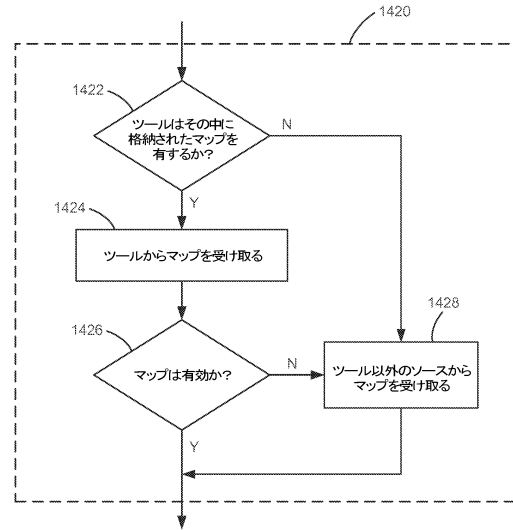 1420
1422
ツールはその中に
格納されたマップを
有するか？
N
Y
1424
ツールからマップを受け取る
1426
1428
マップは有効か？
N
ツール以外のソースから
マップを受け取る
Y